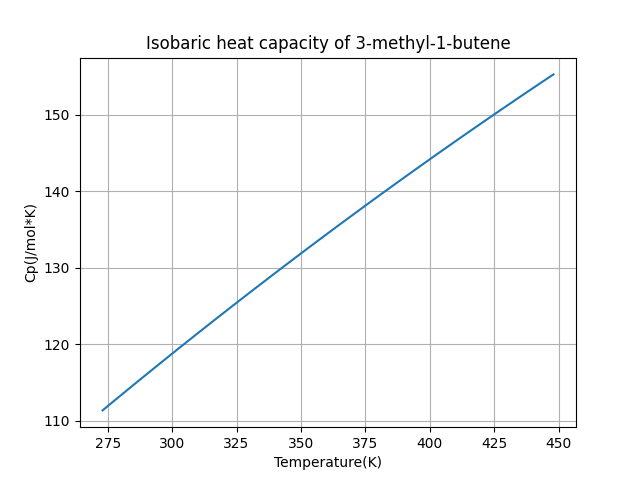 Isobaric heat capacity of 3-methyl-1-butene
Cp(J/mol*K)
150
140
130
120
110
275 300 325 350 375 400 425 450
Temperature(K)